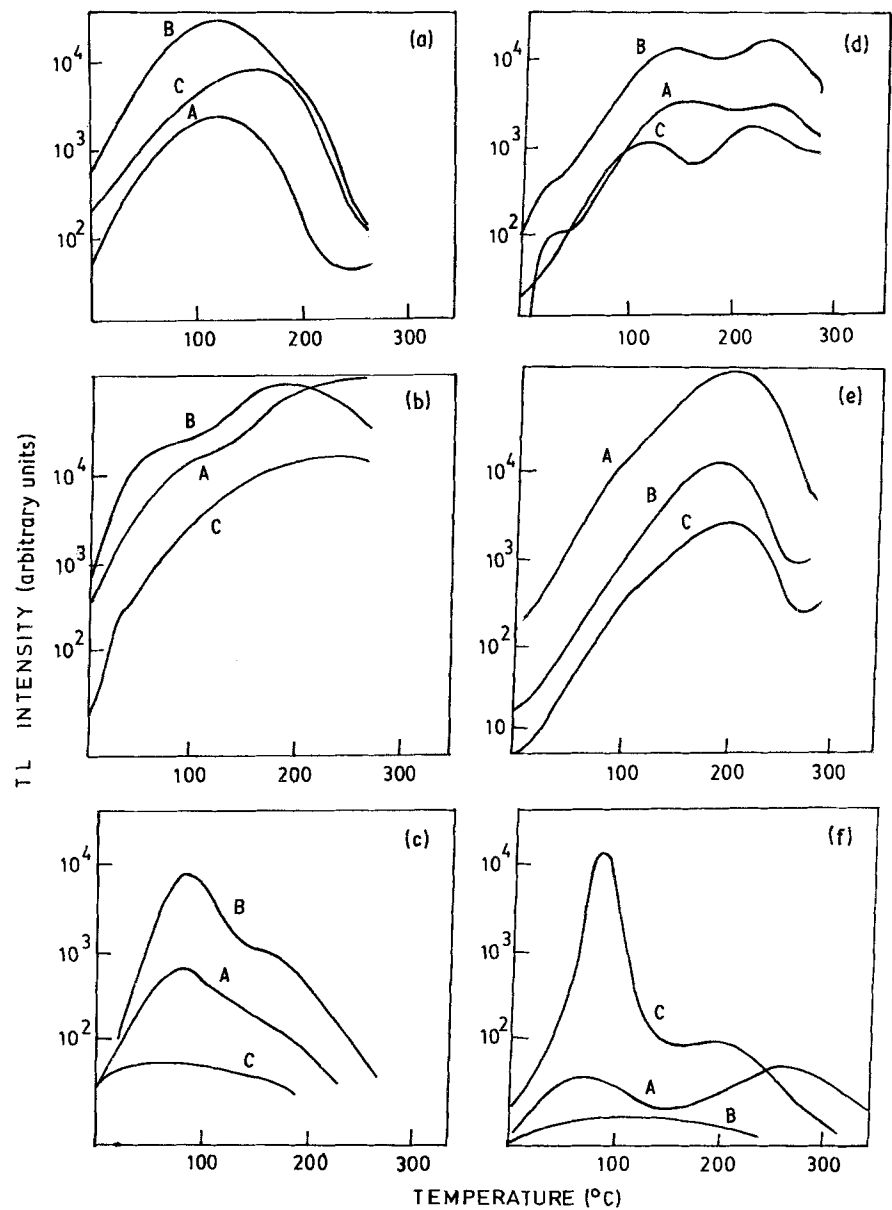 (a)
B
C
A
10^4
10^3
10^2
100
200
300
(d)
B
A
C
10^4
10^3
10^2
100
200
300
(b)
B
A
C
10^4
10^3
10^2
100
200
300
(e)
A
B
C
10^4
10^3
10^2
10
100
200
300
(c)
B
A
C
10^4
10^3
10^2
100
200
300
(f)
C
A
B
10^4
10^3
10^2
100
200
300
TL INTENSITY (arbitrary units)
TEMPERATURE (°C)